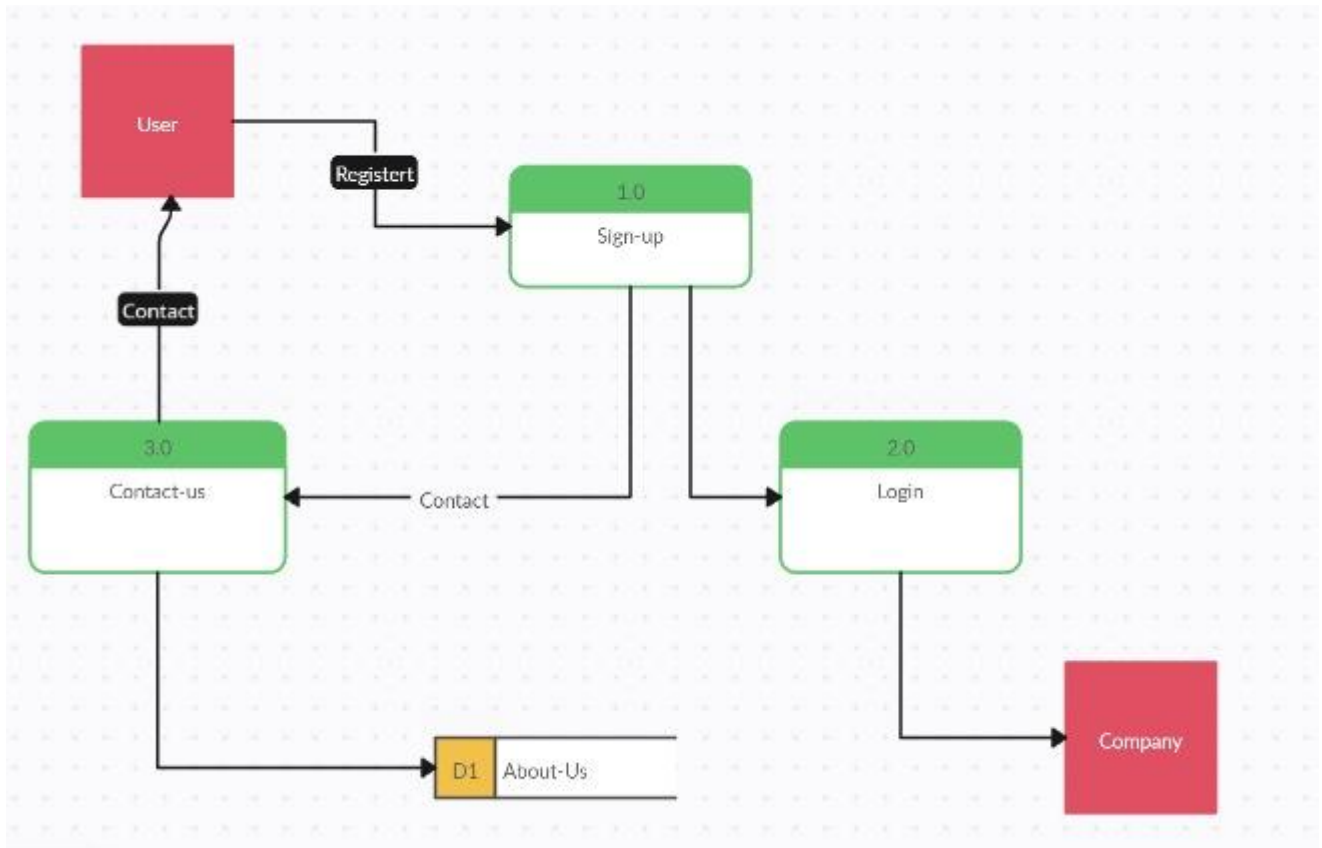 User
Registert
1.0
Sign-up
Contact
3.0
Contact-us
Contact
2.0
Login
D1
About-Us
Company